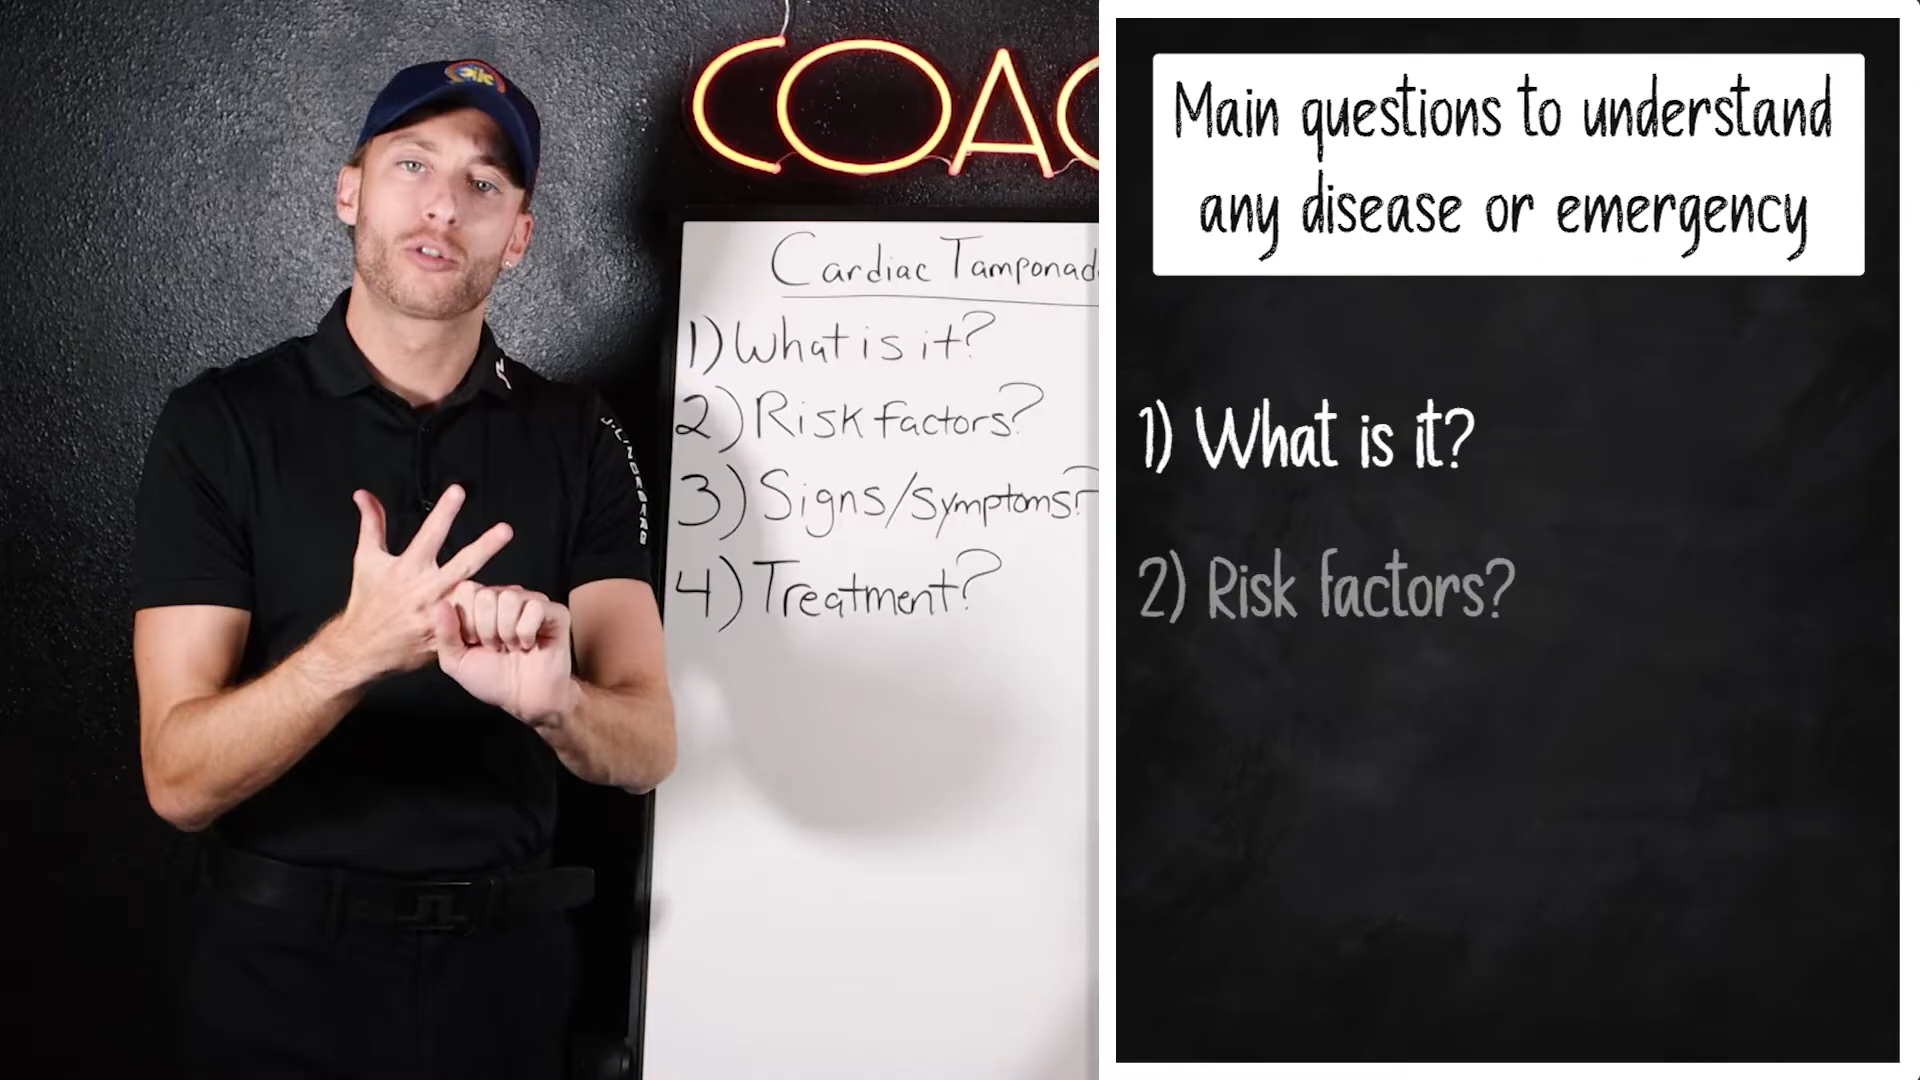 COAC
Cardiac Tamponad
1) What is it?
2) Risk factors?
3) Signs/symptoms?
4) Treatment?
J.LINDEBERG
Main questions to understand
any disease or emergency
1) What is it?
2) Risk factors?